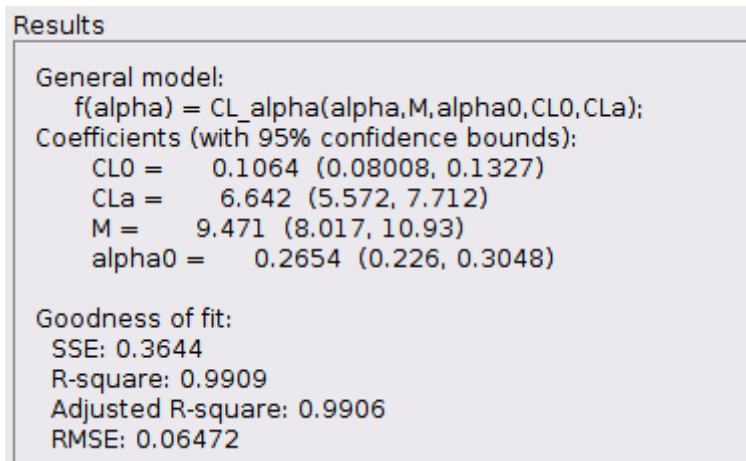 Results
General model:
f(alpha) = CL_alpha(alpha,M,alpha0,CL0,CLa);
Coefficients (with 95% confidence bounds):
CL0 = 0.1064 (0.08008, 0.1327)
CLa = 6.642 (5.572, 7.712)
M = 9.471 (8.017, 10.93)
alpha0 = 0.2654 (0.226, 0.3048)
Goodness of fit:
SSE: 0.3644
R-square: 0.9909
Adjusted R-square: 0.9906
RMSE: 0.06472